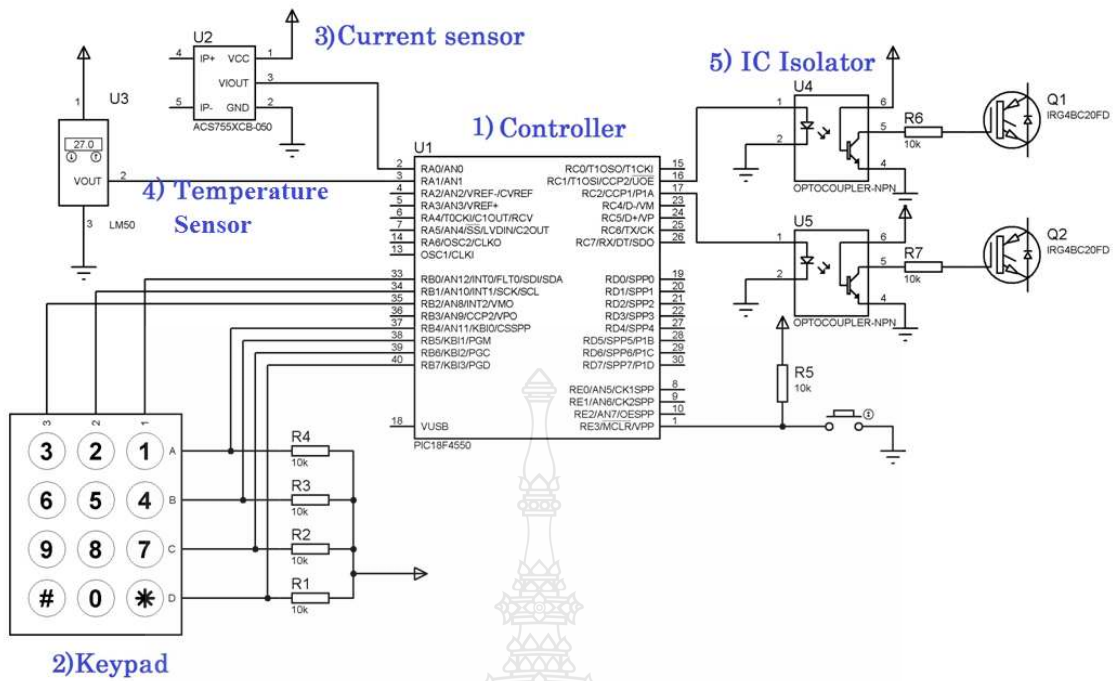 3)Current sensor
U2
4 IP+ VCC 1
VIOUT 3
5 IP- GND 2
ACS755XCB-050
1
U3
27.0
VOUT 2
3 LM50
4) Temperature
Sensor
1) Controller
U1
2 RA0/AN0
3 RA1/AN1
4 RA2/AN2/VREF-/CVREF
5 RA3/AN3/VREF+
6 RA4/T0CKI/C1OUT/RCV
7 RA5/AN4/SS/LVDIN/C2OUT
14 RA6/OSC2/CLKO
13 OSC1/CLKI
33 RB0/AN12/INT0/FLT0/SDI/SDA
34 RB1/AN10/INT1/SCK/SCL
35 RB2/AN8/INT2/VMO
36 RB3/AN9/CCP2/VPO
37 RB4/AN11/KBI0/CSSPP
38 RB5/KBI1/PGM
39 RB6/KBI2/PGC
40 RB7/KBI3/PGD
18 VUSB
RC0/T1OSO/T1CKI 15
RC1/T1OSI/CCP2/UOE 16
RC2/CCP1/P1A 17
RC4/D-/VM 23
RC5/D+/VP 24
RC6/TX/CK 25
RC7/RX/DT/SDO 26
RD0/SPP0 19
RD1/SPP1 20
RD2/SPP2 21
RD3/SPP3 22
RD4/SPP4 27
RD5/SPP5/P1B 28
RD6/SPP6/P1C 29
RD7/SPP7/P1D 30
RE0/AN5/CK1SPP 8
RE1/AN6/CK2SPP 9
RE2/AN7/OESPP 10
RE3/MCLR/VPP 1
PIC18F4550
5) IC Isolator
U4
1 6
5
2 4
OPTOCOUPLER-NPN
R6
10k
Q1
IRG4BC20FD
U5
1 6
5
2 4
OPTOCOUPLER-NPN
R7
10k
Q2
IRG4BC20FD
R5
10k
3 2 1
3 2 1 A
6 5 4 B
9 8 7 C
# 0 * D
R4
10k
R3
10k
R2
10k
R1
10k
2)Keypad